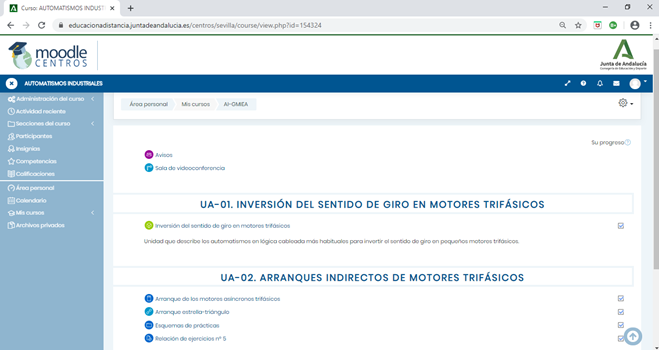 Curso: AUTOMATISMOS INDUST
educacionadistancia.juntadeandalucia.es/centros/sevilla/course/view.php?id=154324
moodle
CENTROS
Junta de Andalucía
AUTOMATISMOS INDUSTRIALES
Administración del curso
Actividad reciente
Secciones del curso
Participantes
Insignias
Competencias
Calificaciones
Área personal
Calendario
Mis cursos
Archivos privados
Área personal
Mis cursos
AI-GMIEA
Su progreso
Avisos
Sala de videoconferencia
UA-01. INVERSIÓN DEL SENTIDO DE GIRO EN MOTORES TRIFÁSICOS
Inversión del sentido de giro en motores trifásicos
Unidad que describe los automatismos en lógica cableada más habituales para invertir el sentido de giro en pequeños motores trifásicos.
UA-02. ARRANQUES INDIRECTOS DE MOTORES TRIFÁSICOS
Arranque de los motores asíncronos trifásicos
Arranque estrella-triángulo
Esquemas de prácticas
Relación de ejercicios nº 5